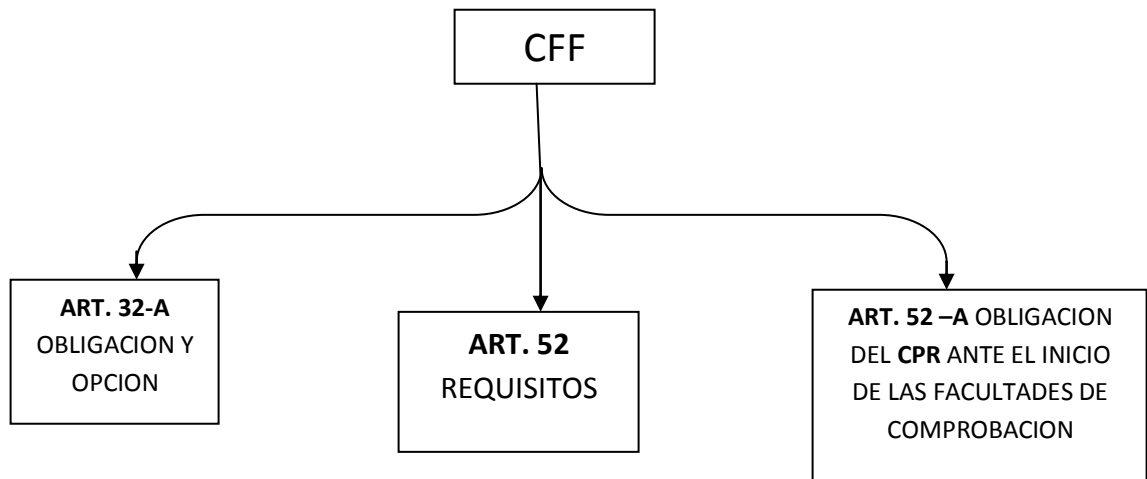 CFF
ART. 32-A
OBLIGACION Y
OPCION
ART. 52
REQUISITOS
ART. 52 –A OBLIGACION
DEL CPR ANTE EL INICIO
DE LAS FACULTADES DE
COMPROBACION